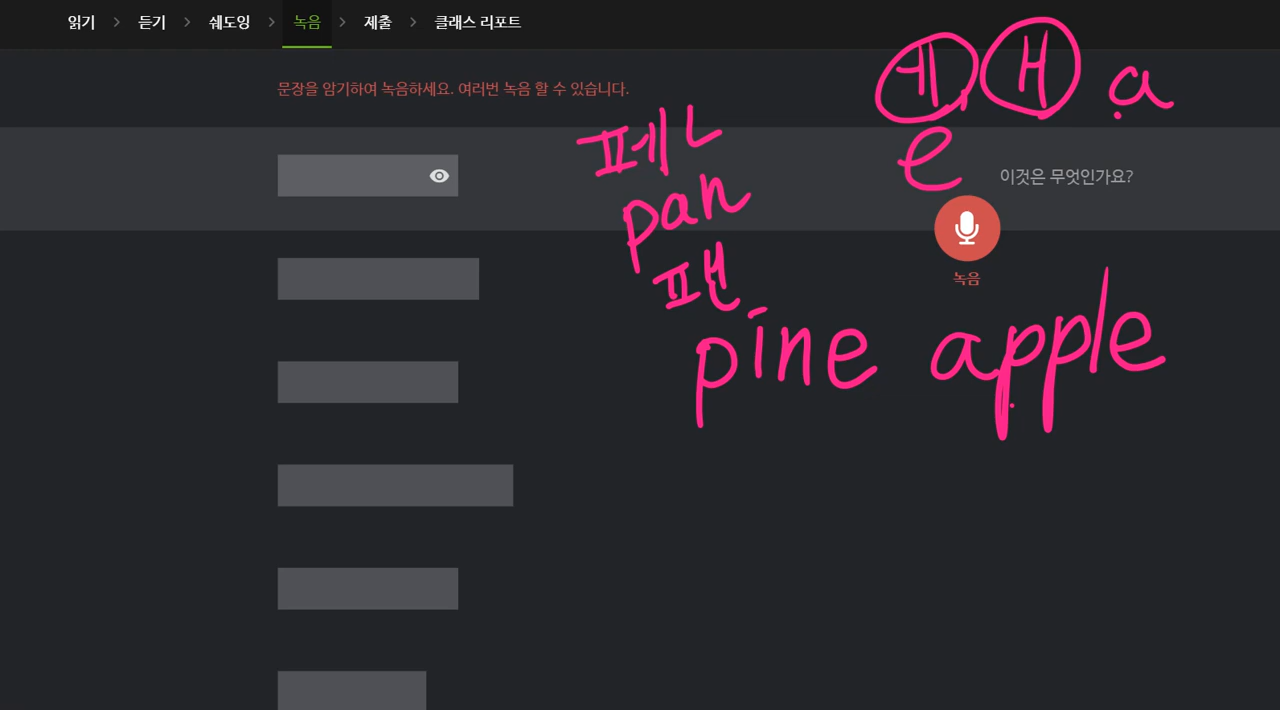 읽기 > 듣기 > 쉐도잉 > 녹음 > 제출 > 클래스 리포트
문장을 암기하여 녹음하세요. 여러번 녹음 할 수 있습니다.
ㅔ, ㅐ a
e
이것은 무엇인가요?
녹음
페ㄴ
pan
펜
pine apple